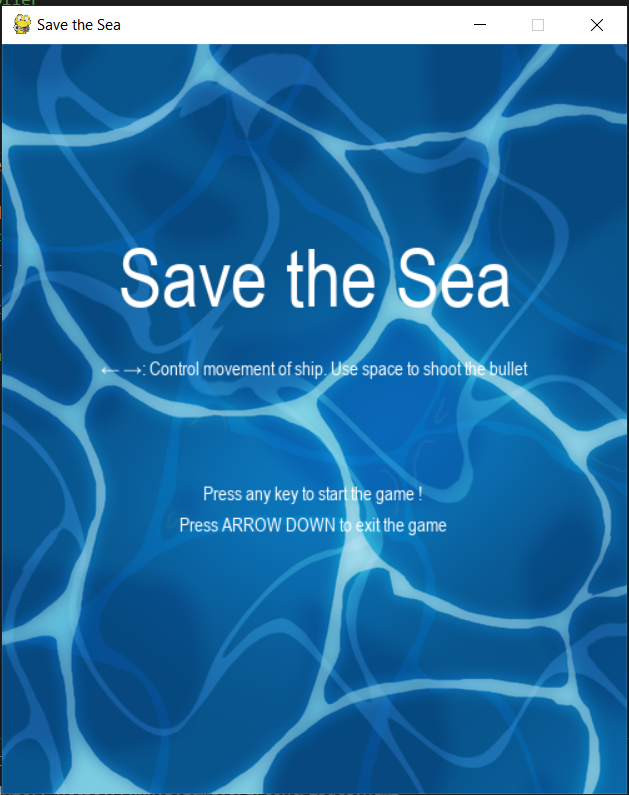 Save the Sea
Save the Sea
← →: Control movement of ship. Use space to shoot the bullet
Press any key to start the game !
Press ARROW DOWN to exit the game